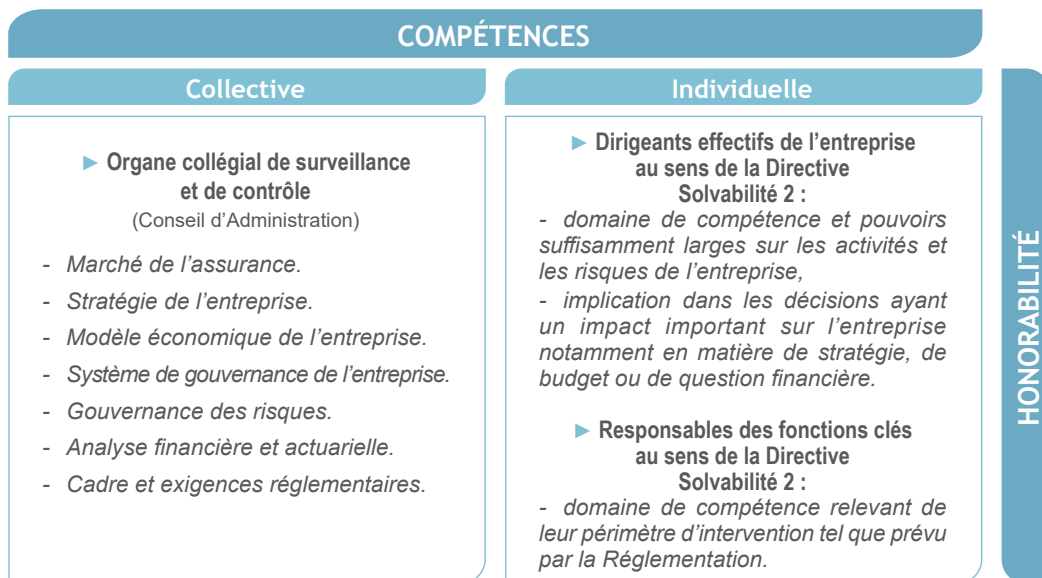 COMPÉTENCES
Collective
► Organe collégial de surveillance
et de contrôle
(Conseil d’Administration)
- Marché de l’assurance.
- Stratégie de l’entreprise.
- Modèle économique de l’entreprise.
- Système de gouvernance de l’entreprise.
- Gouvernance des risques.
- Analyse financière et actuarielle.
- Cadre et exigences réglementaires.
Individuelle
► Dirigeants effectifs de l’entreprise
au sens de la Directive
Solvabilité 2 :
- domaine de compétence et pouvoirs
suffisamment larges sur les activités et
les risques de l’entreprise,
- implication dans les décisions ayant
un impact important sur l’entreprise
notamment en matière de stratégie, de
budget ou de question financière.
► Responsables des fonctions clés
au sens de la Directive
Solvabilité 2 :
- domaine de compétence relevant de
leur périmètre d’intervention tel que prévu
par la Réglementation.
HONORABILITÉ